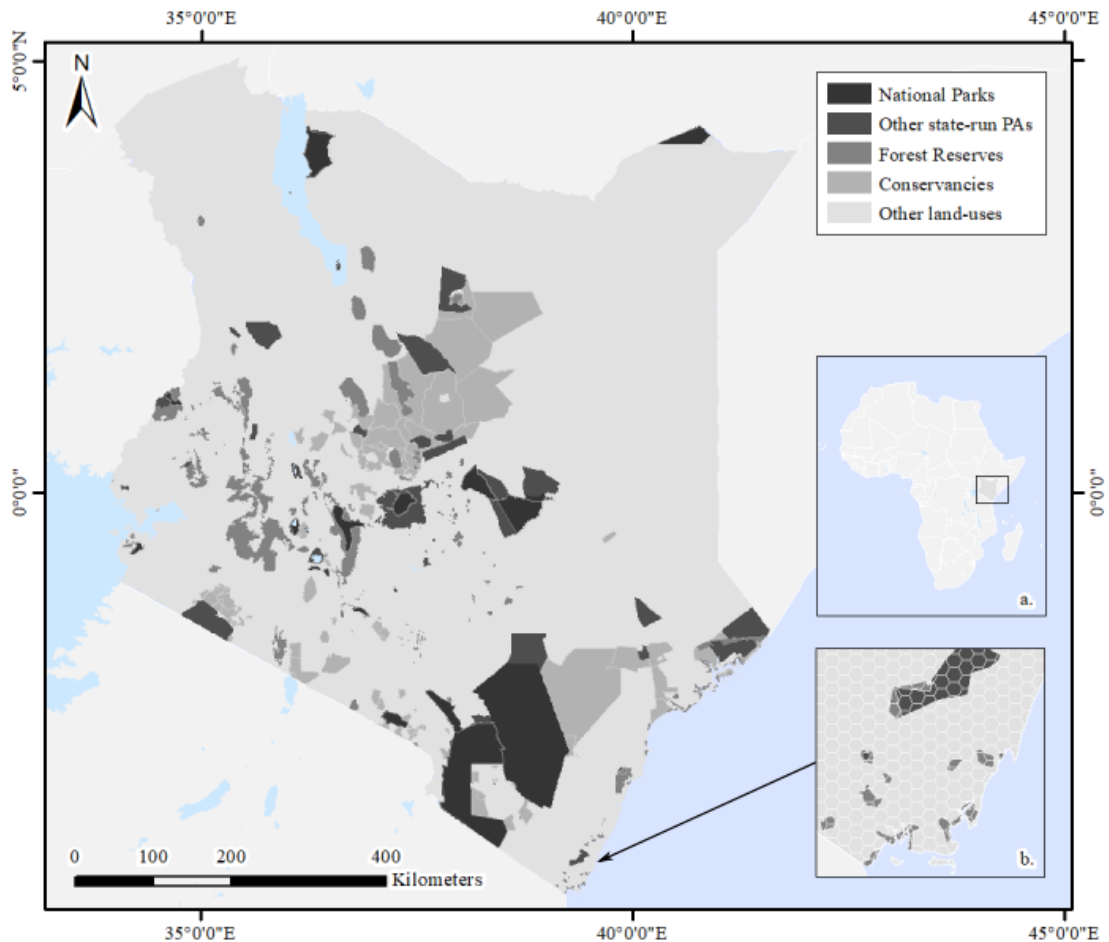 35°0'0"E 40°0'0"E 45°0'0"E
5°0'0"N
N
National Parks
Other state-run PAs
Forest Reserves
Conservancies
Other land-uses
0°0'0"
0°0'0"
a.
b.
0 100 200 400
Kilometers
35°0'0"E 40°0'0"E 45°0'0"E